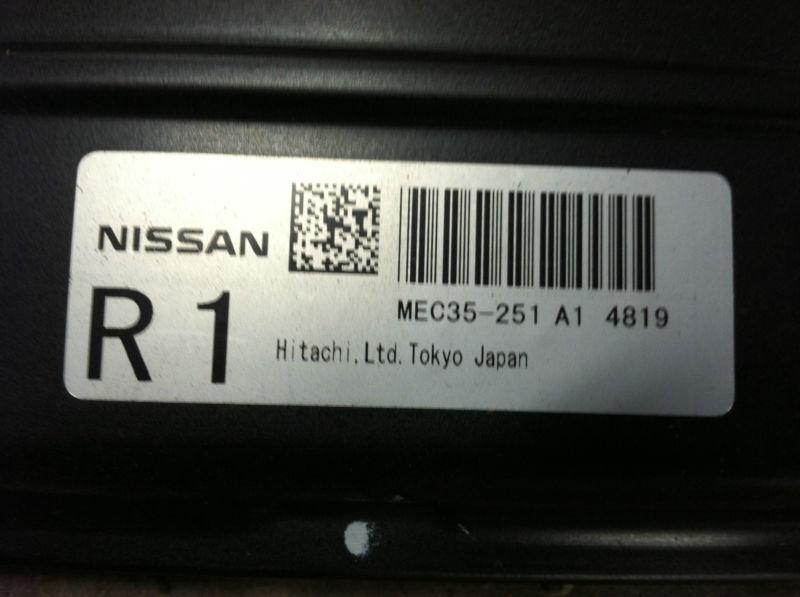 NISSAN
R 1
MEC35-251 A1 4819
Hitachi,Ltd.Tokyo Japan